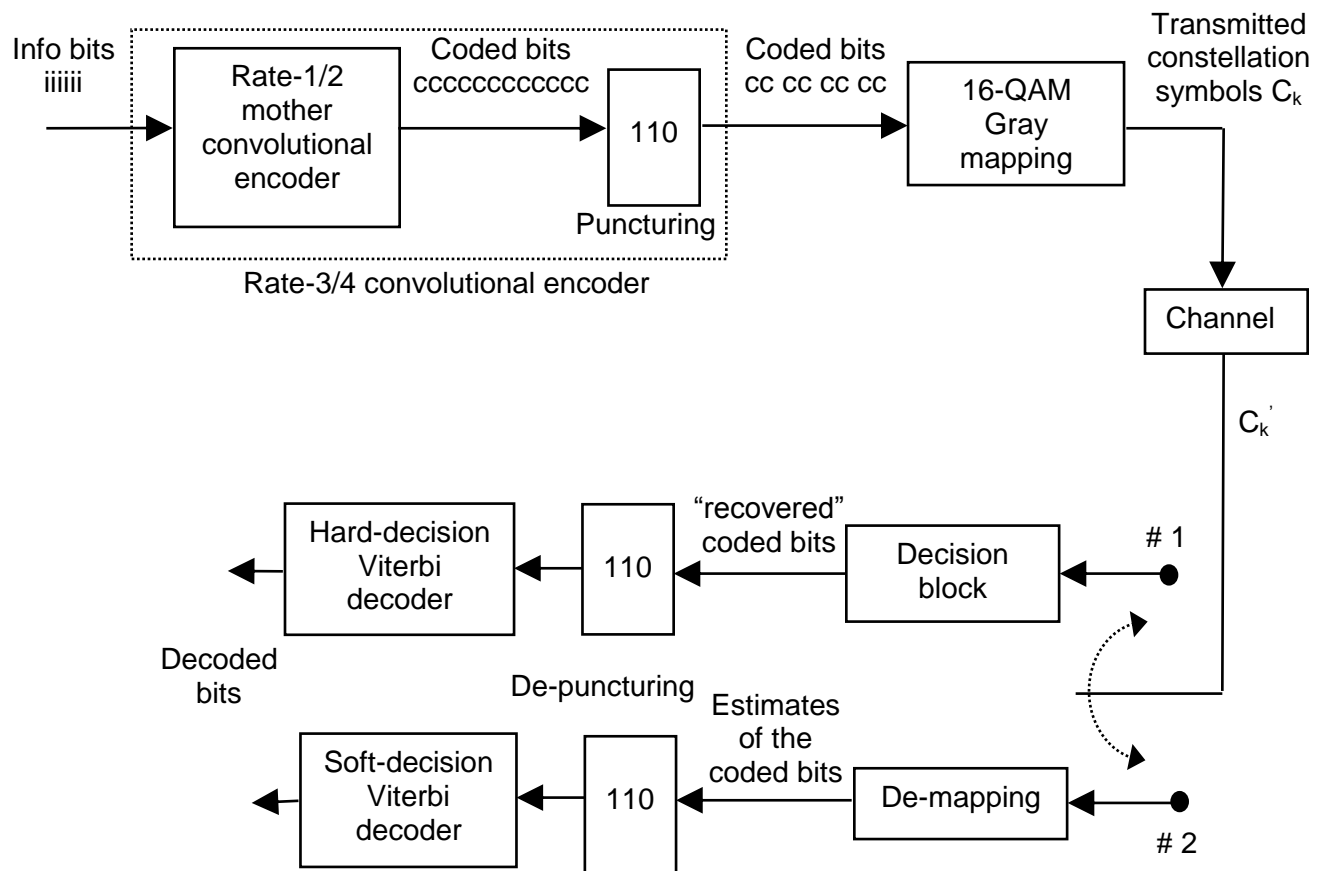 Info bits
iiiiii
Rate-1/2
mother
convolutional
encoder
Coded bits
cccccccccccc
110
Puncturing
Rate-3/4 convolutional encoder
Coded bits
cc cc cc cc
16-QAM
Gray
mapping
Transmitted
constellation
symbols Ck
Channel
Ck'
# 1
Decision
block
“recovered”
coded bits
110
Hard-decision
Viterbi
decoder
Decoded
bits
De-puncturing
# 2
De-mapping
Estimates
of the
coded bits
110
Soft-decision
Viterbi
decoder